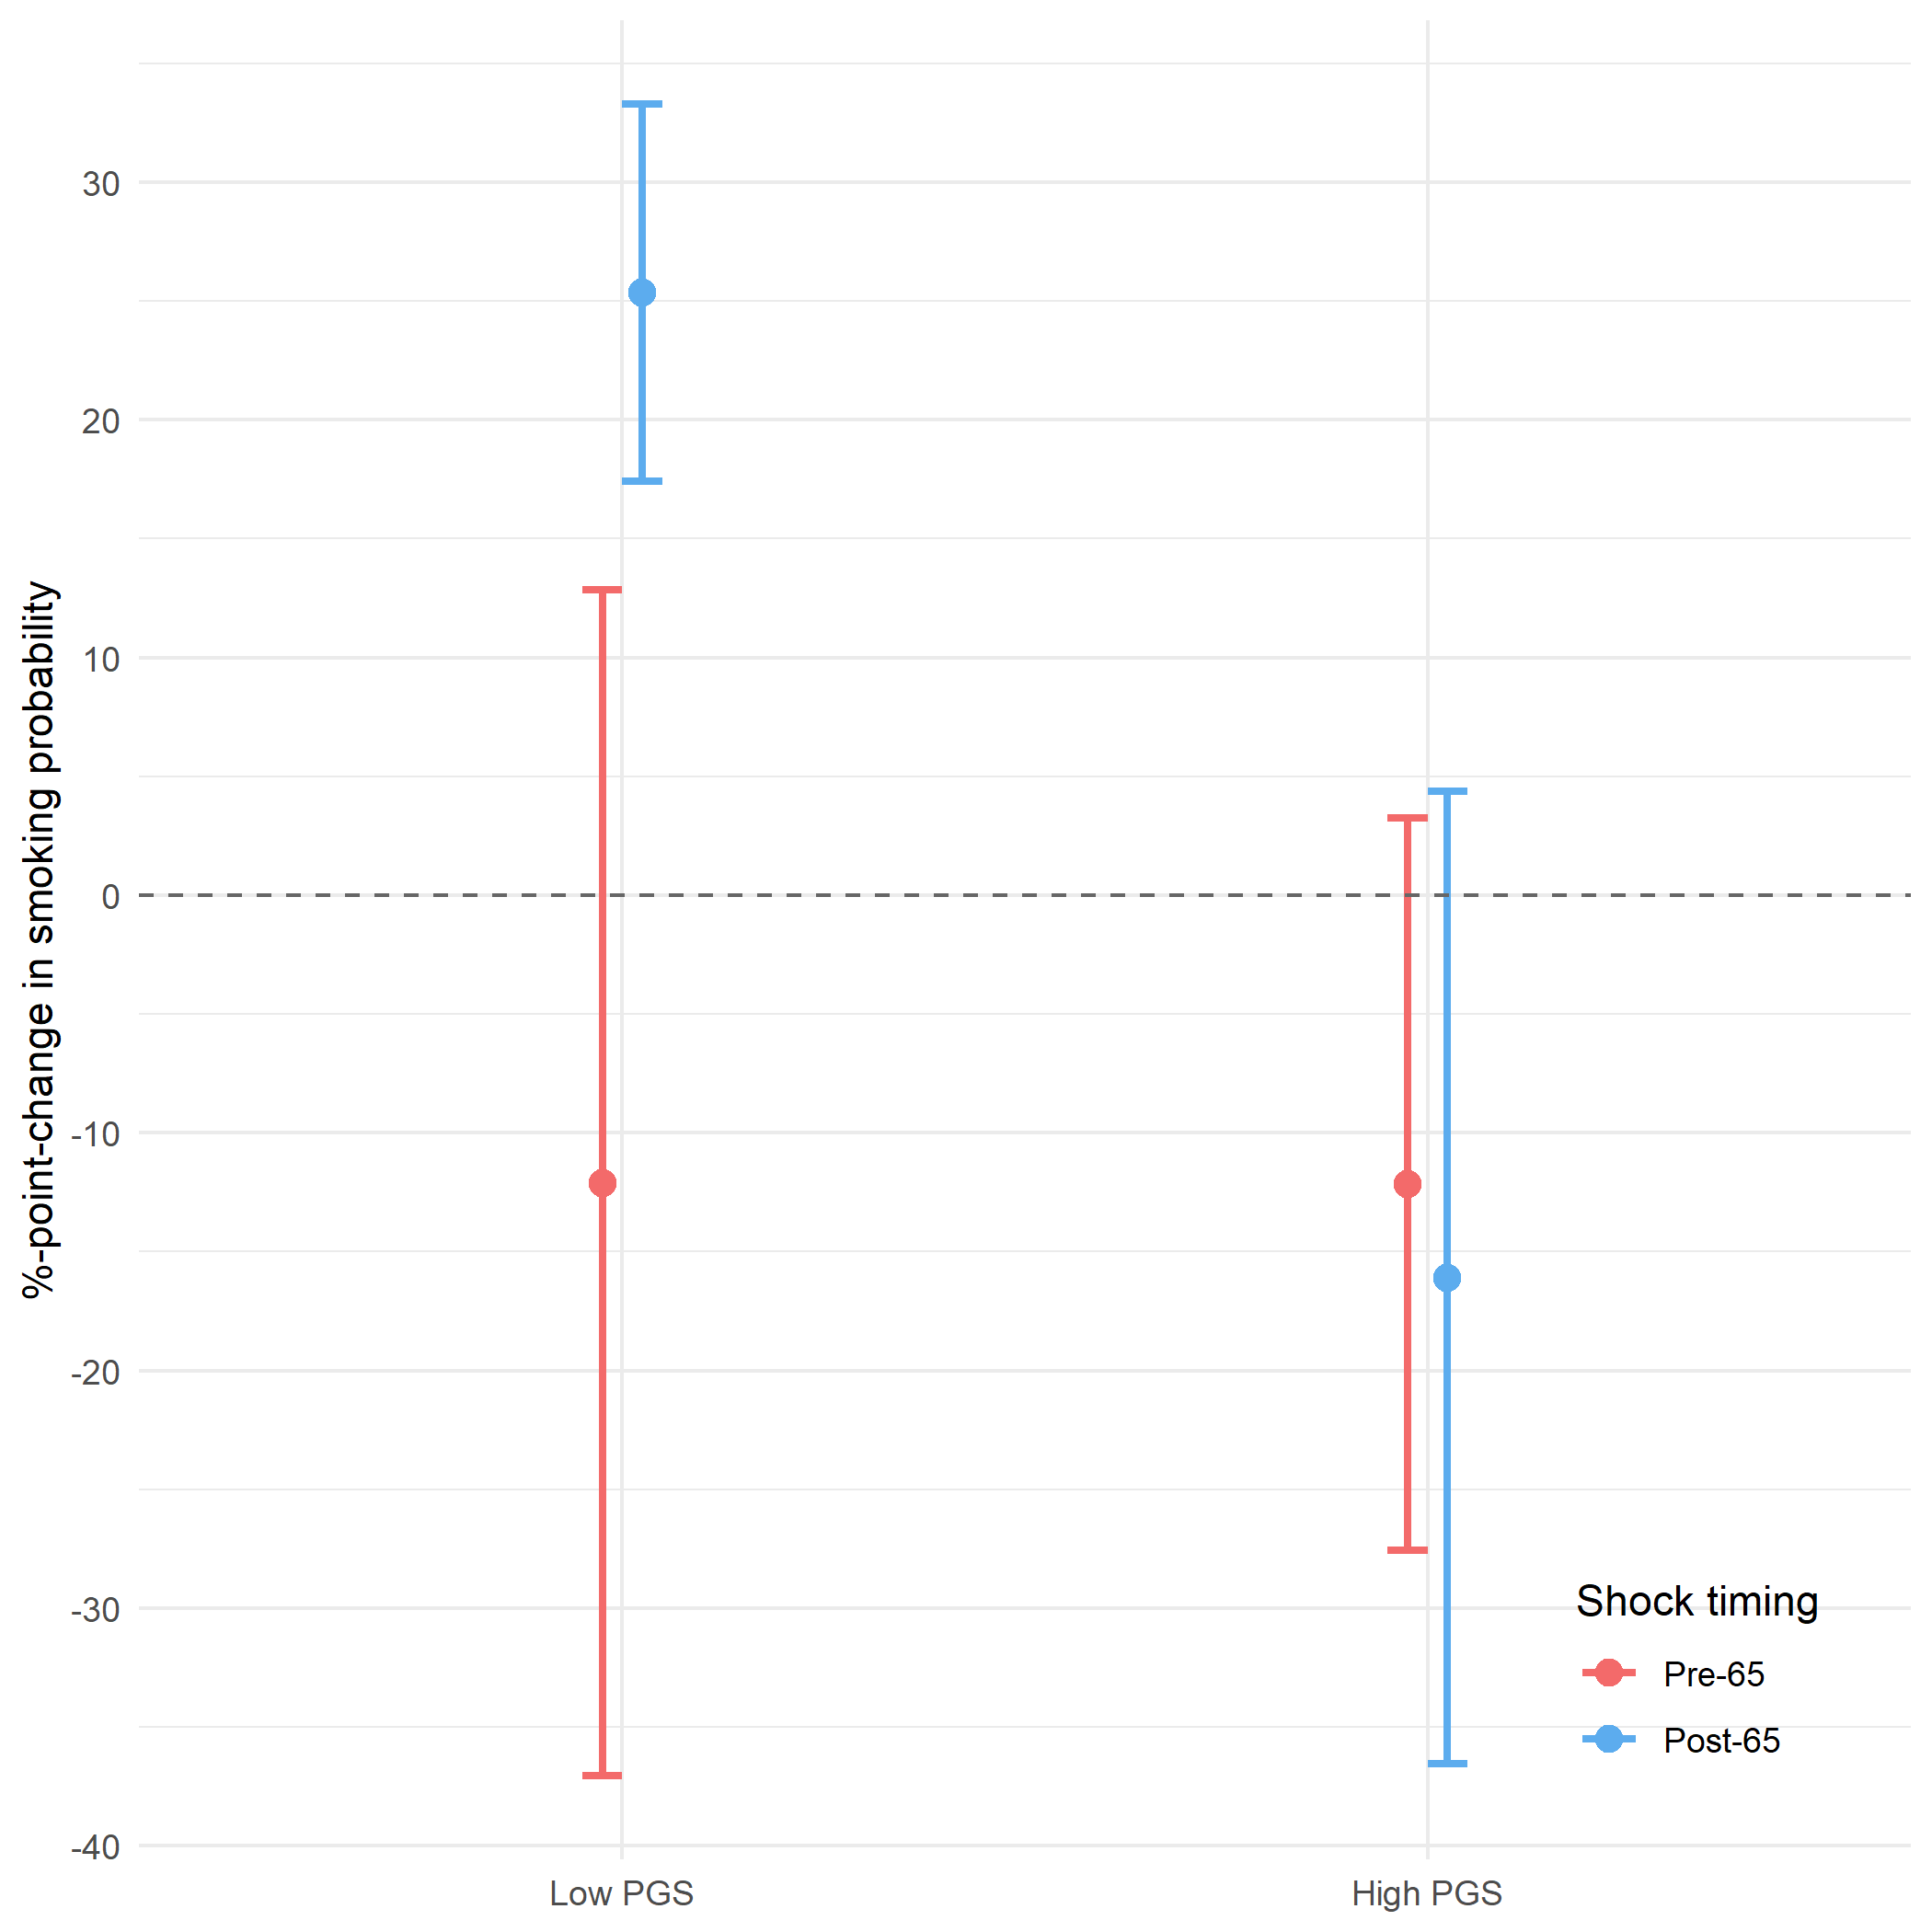 %-point-change in smoking probability
30
20
10
0
-10
-20
-30
-40
Low PGS
High PGS
Shock timing
Pre-65
Post-65